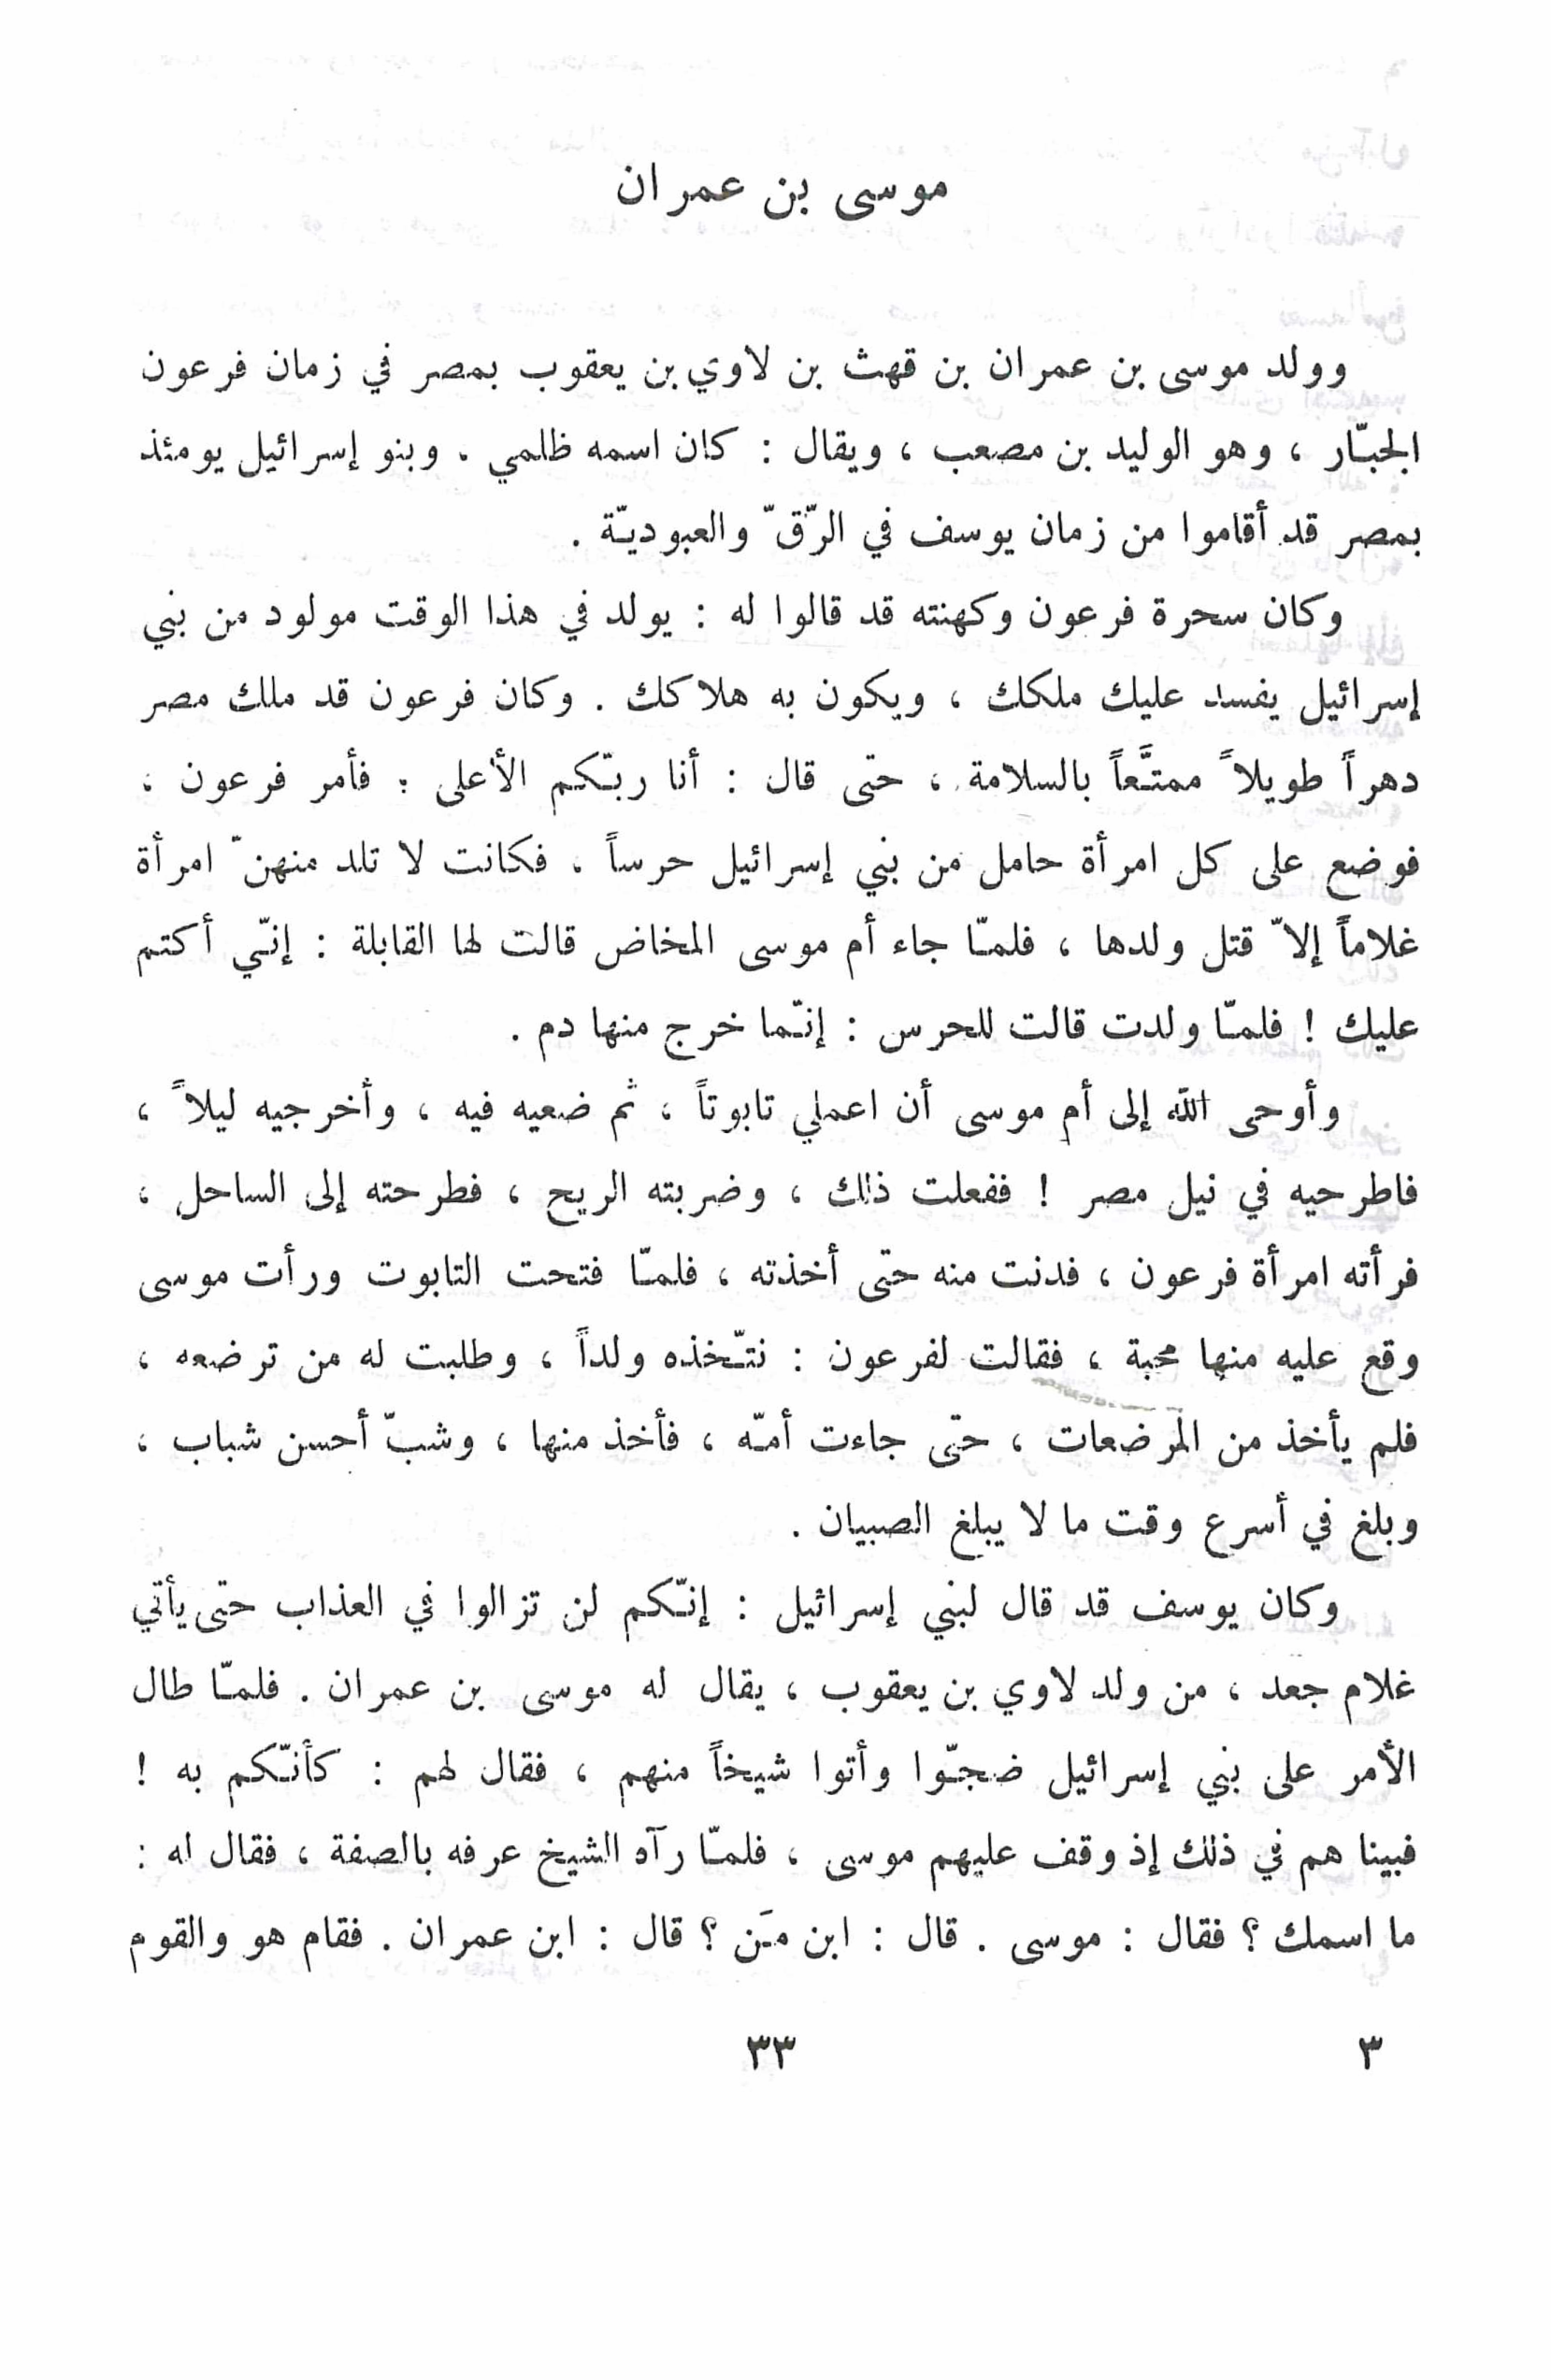 موسى بن عمران
وولد موسى بن عمران بن قهث بن لاوي بن يعقوب بمصر في زمان فرعون
الجبّار ، وهو الوليد بن مصعب ، ويقال : كان اسمه ظلمي . وبنو إسرائيل يومئذ
بمصر قد أقاموا من زمان يوسف في الرّقّ والعبوديّة .
وكان سحرة فرعون وكهنته قد قالوا له : يولد في هذا الوقت مولود من بني
إسرائيل يفسد عليك ملكك ، ويكون به هلاكك . وكان فرعون قد ملك مصر
دهراً طويلاً ممتَّعاً بالسلامة ، حتى قال : أنا ربّكم الأعلى : فأمر فرعون ،
فوضع على كل امرأة حامل من بني إسرائيل حرساً ، فكانت لا تلد منهنّ امرأة
غلاماً إلاّ قتل ولدها ، فلمّا جاء أم موسى المخاض قالت لها القابلة : إنّي أكتم
عليك ! فلمّا ولدت قالت للحرس : إنّما خرج منها دم .
وأوحى الله إلى أم موسى أن اعملي تابوتاً ، ثم ضعيه فيه ، وأخرجيه ليلاً ،
فاطرحيه في نيل مصر ! ففعلت ذلك ، وضربته الريح ، فطرحته إلى الساحل ،
فرأته امرأة فرعون ، فدنت منه حتى أخذته ، فلمّا فتحت التابوت ورأت موسى
وقع عليه منها محبة ، فقالت لفرعون : نتّخذه ولداً ، وطلبت له من ترضعه ،
فلم يأخذ من المرضعات ، حتّى جاءت أمّه ، فأخذ منها ، وشبّ أحسن شباب ،
وبلغ في أسرع وقت ما لا يبلغ الصبيان .
وكان يوسف قد قال لبني إسرائيل : إنّكم لن تزالوا في العذاب حتى يأتي
غلام جعد ، من ولد لاوي بن يعقوب ، يقال له موسى بن عمران . فلمّا طال
الأمر على بني إسرائيل ضجّوا وأتوا شيخاً منهم ، فقال لهم : كأنّكم به !
فبينا هم في ذلك إذ وقف عليهم موسى ، فلمّا رآه الشيخ عرفه بالصفة ، فقال له :
ما اسمك ؟ فقال : موسى . قال : ابن مَن ؟ قال : ابن عمران . فقام هو والقوم
٣ ٣٣